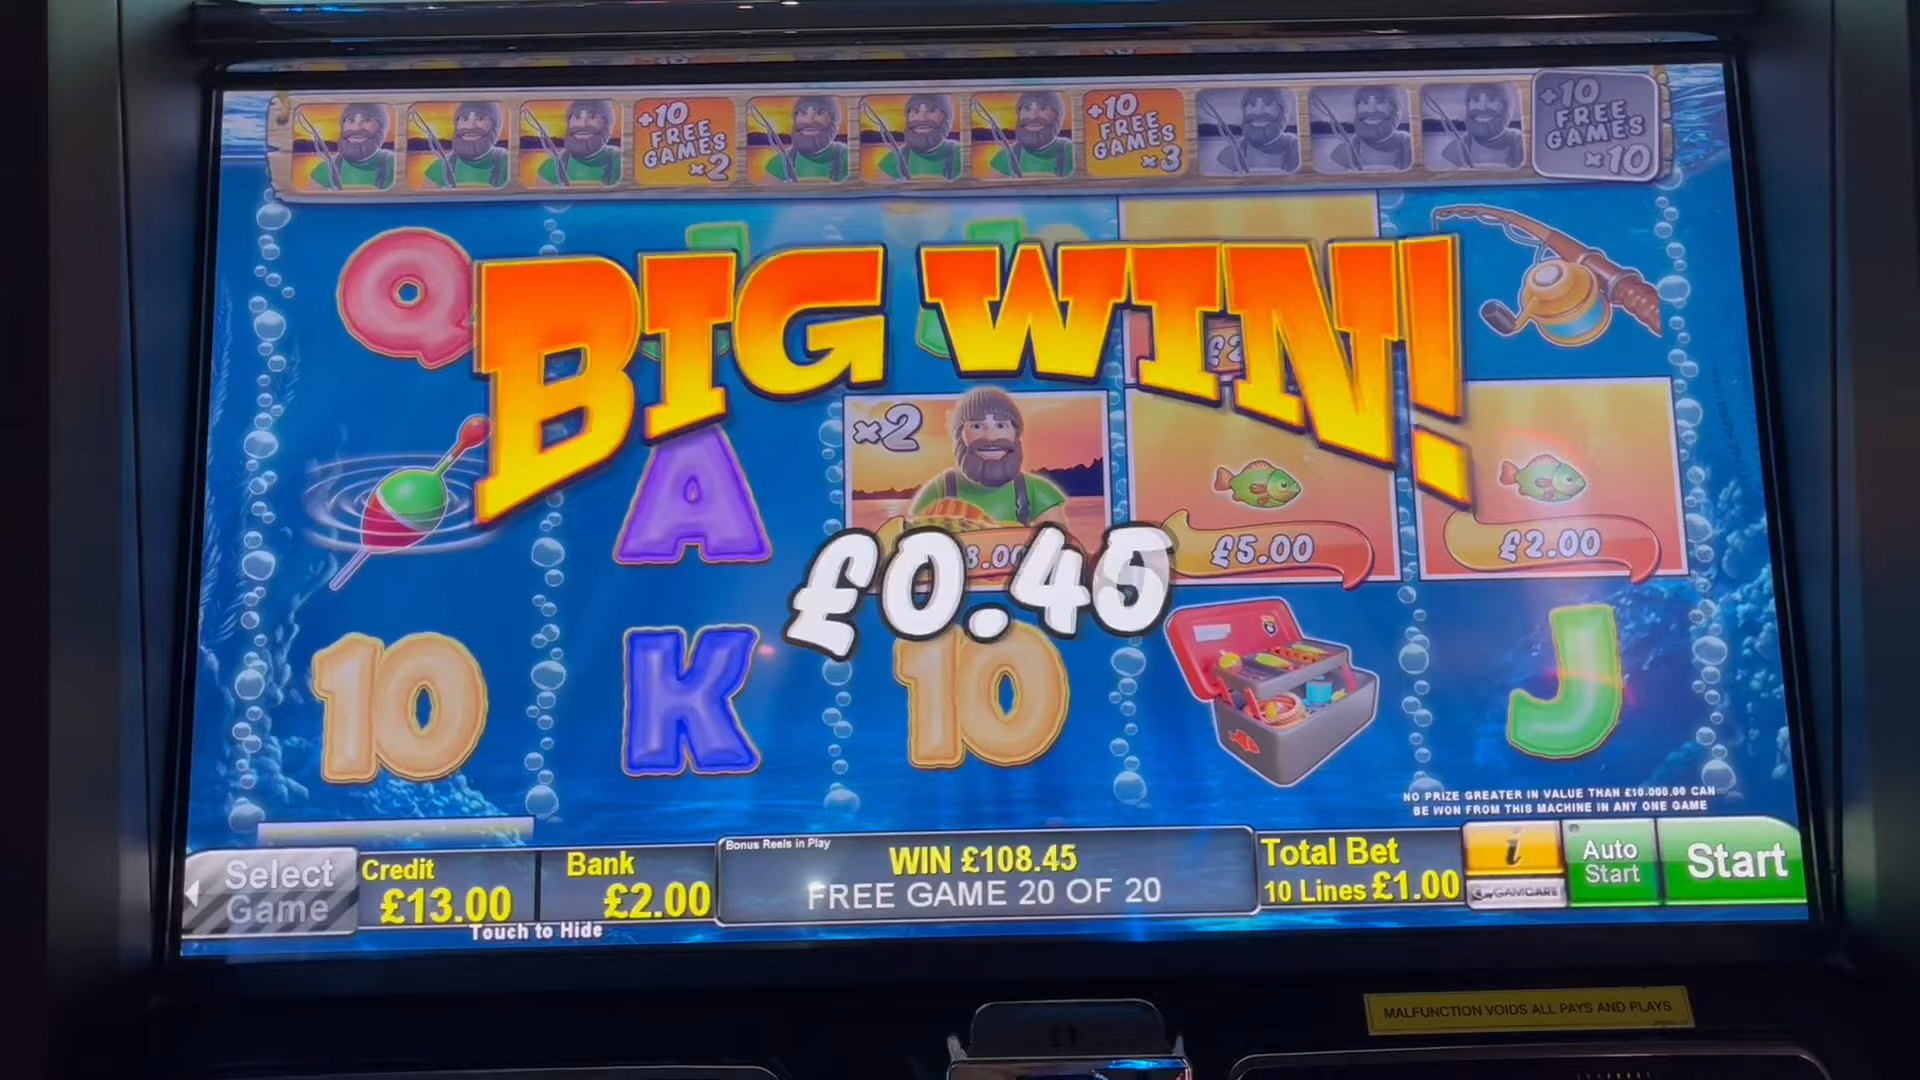 +10 FREE GAMES ×2
+10 FREE GAMES ×3
+10 FREE GAMES ×10
BIG WIN!
Q
×2
A
£5.00
£2.00
£0.45
10
K
10
J
NO PRIZE GREATER IN VALUE THAN £10,000.00 CAN
BE WON FROM THIS MACHINE IN ANY ONE GAME
Select Game
Credit
£13.00
Bank
£2.00
Touch to Hide
Bonus Reels in Play
WIN £108.45
FREE GAME 20 OF 20
Total Bet
10 Lines £1.00
i
GAMCARE
Auto Start
Start
MALFUNCTION VOIDS ALL PAYS AND PLAYS